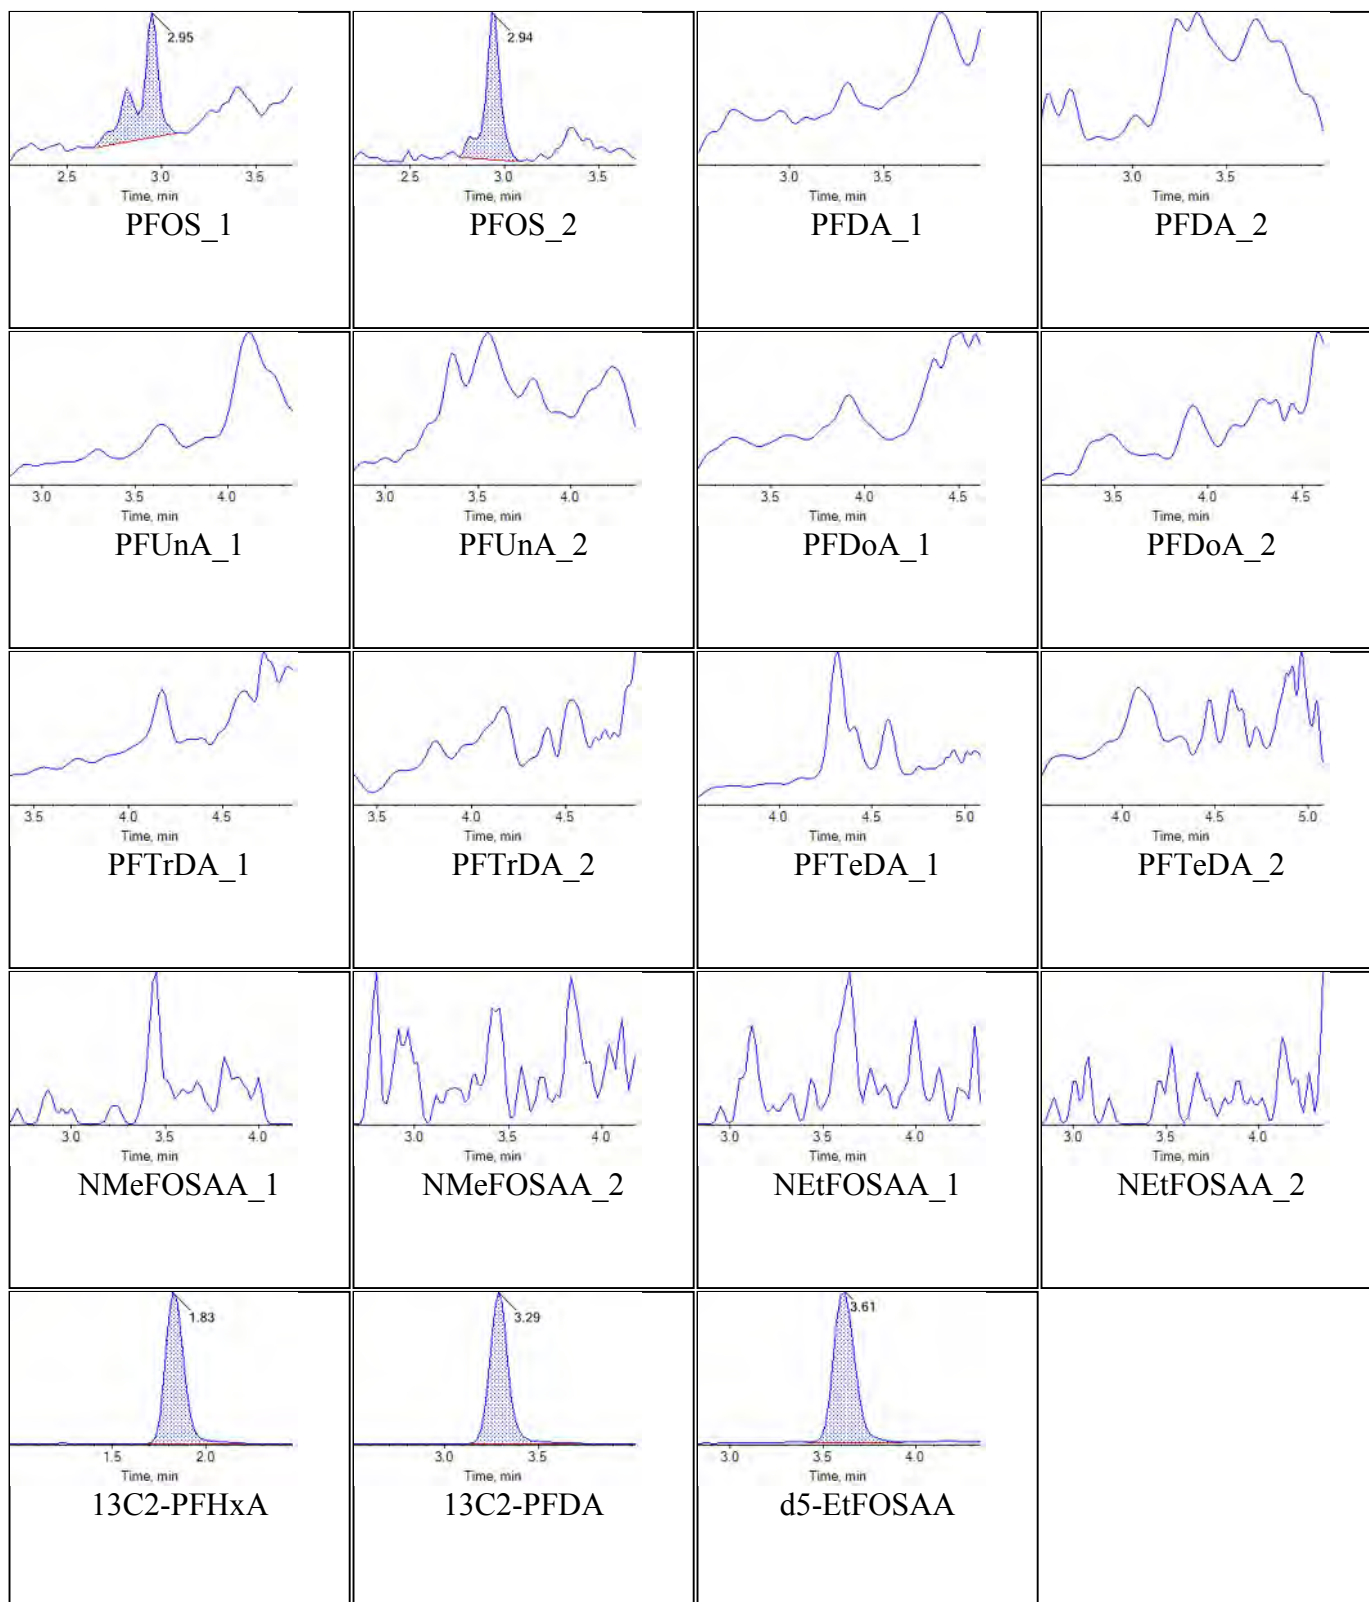 2.95
2.5 3.0 3.5
Time, min
PFOS_1
2.94
2.5 3.0 3.5
Time, min
PFOS_2
3.0 3.5
Time, min
PFDA_1
3.0 3.5
Time, min
PFDA_2
3.0 3.5 4.0
Time, min
PFUnA_1
3.0 3.5 4.0
Time, min
PFUnA_2
3.5 4.0 4.5
Time, min
PFDoA_1
3.5 4.0 4.5
Time, min
PFDoA_2
3.5 4.0 4.5
Time, min
PFTrDA_1
3.5 4.0 4.5
Time, min
PFTrDA_2
4.0 4.5 5.0
Time, min
PFTeDA_1
4.0 4.5 5.0
Time, min
PFTeDA_2
3.0 3.5 4.0
Time, min
NMeFOSAA_1
3.0 3.5 4.0
Time, min
NMeFOSAA_2
3.0 3.5 4.0
Time, min
NEtFOSAA_1
3.0 3.5 4.0
Time, min
NEtFOSAA_2
1.83
1.5 2.0
Time, min
13C2-PFHxA
3.29
3.0 3.5
Time, min
13C2-PFDA
3.61
3.0 3.5 4.0
Time, min
d5-EtFOSAA